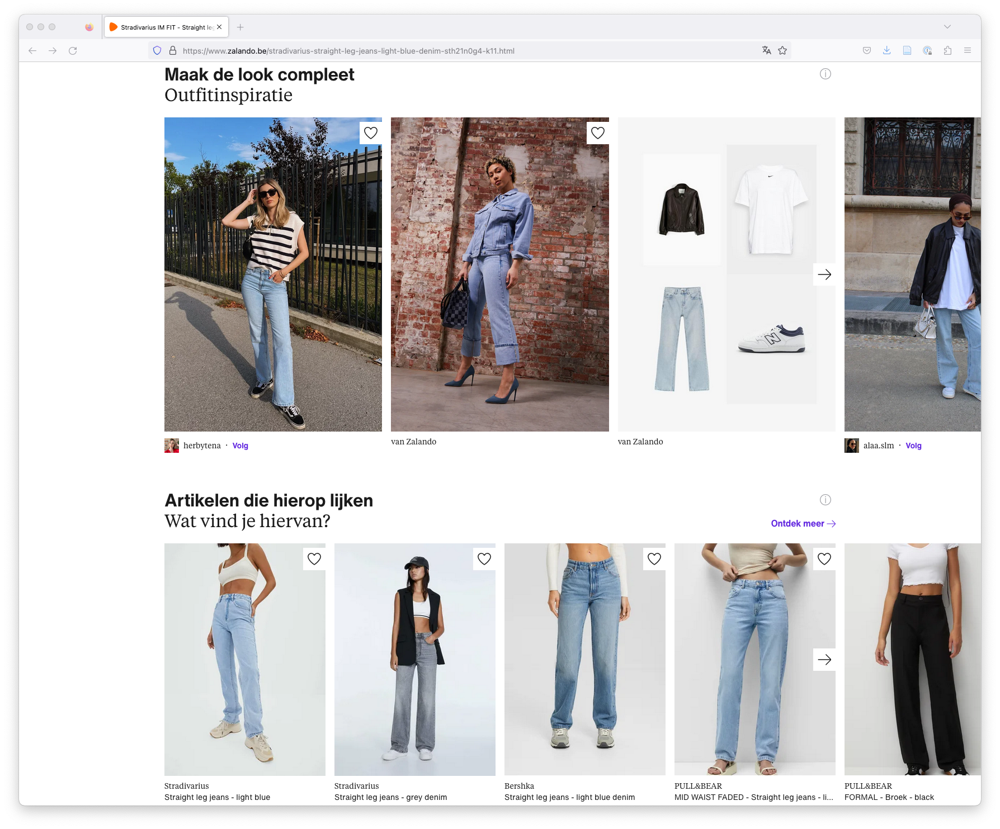 Stradivarius IM FIT - Straight leg
https://www.zalando.be/stradivarius-straight-leg-jeans-light-blue-denim-sth21n0g4-k11.html
Maak de look compleet
Outfitinspiratie
herbytena · Volg
van Zalando
van Zalando
alaa.slm · Volg
Artikelen die hierop lijken
Wat vind je hiervan?
Ontdek meer
Stradivarius
Straight leg jeans - light blue
Stradivarius
Straight leg jeans - grey denim
Bershka
Straight leg jeans - light blue denim
PULL&BEAR
MID WAIST FADED - Straight leg jeans - li...
PULL&BEAR
FORMAL - Broek - black